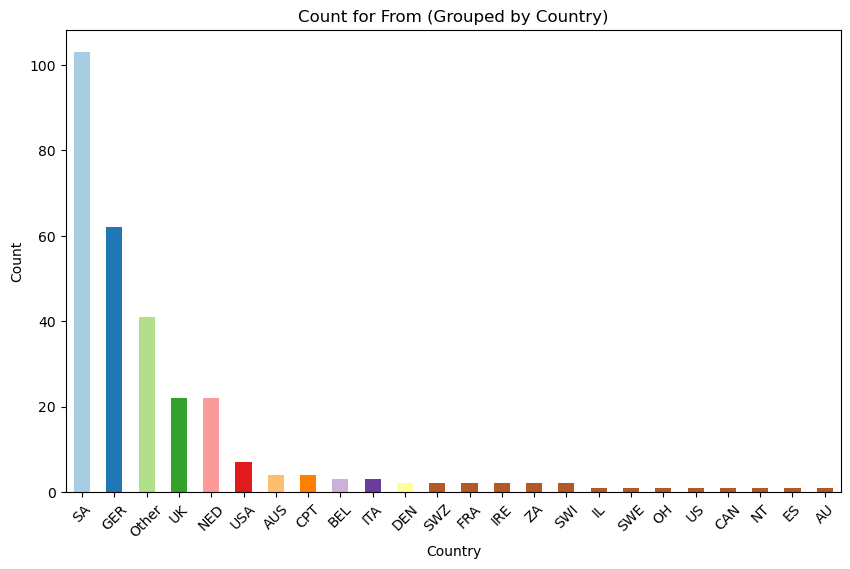 Count for From (Grouped by Country)
100
80
60
40
20
0
Count
SA
GER
Other
UK
NED
USA
AUS
CPT
BEL
ITA
DEN
SWZ
FRA
IRE
ZA
SWI
IL
SWE
OH
US
CAN
NT
ES
AU
Country